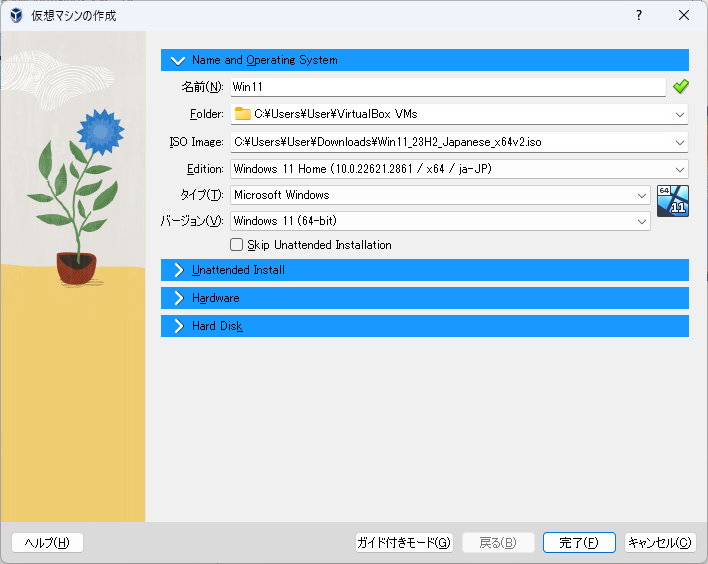 仮想マシンの作成
Name and Operating System
名前(N): Win11
Folder: C:¥Users¥User¥VirtualBox VMs
ISO Image: C:¥Users¥User¥Downloads¥Win11_23H2_Japanese_x64v2.iso
Edition: Windows 11 Home (10.0.22621.2861 / x64 / ja-JP)
タイプ(T): Microsoft Windows
64
11
バージョン(V): Windows 11 (64-bit)
Skip Unattended Installation
Unattended Install
Hardware
Hard Disk
ヘルプ(H) ガイド付きモード(G) 戻る(B) 完了(F) キャンセル(C)